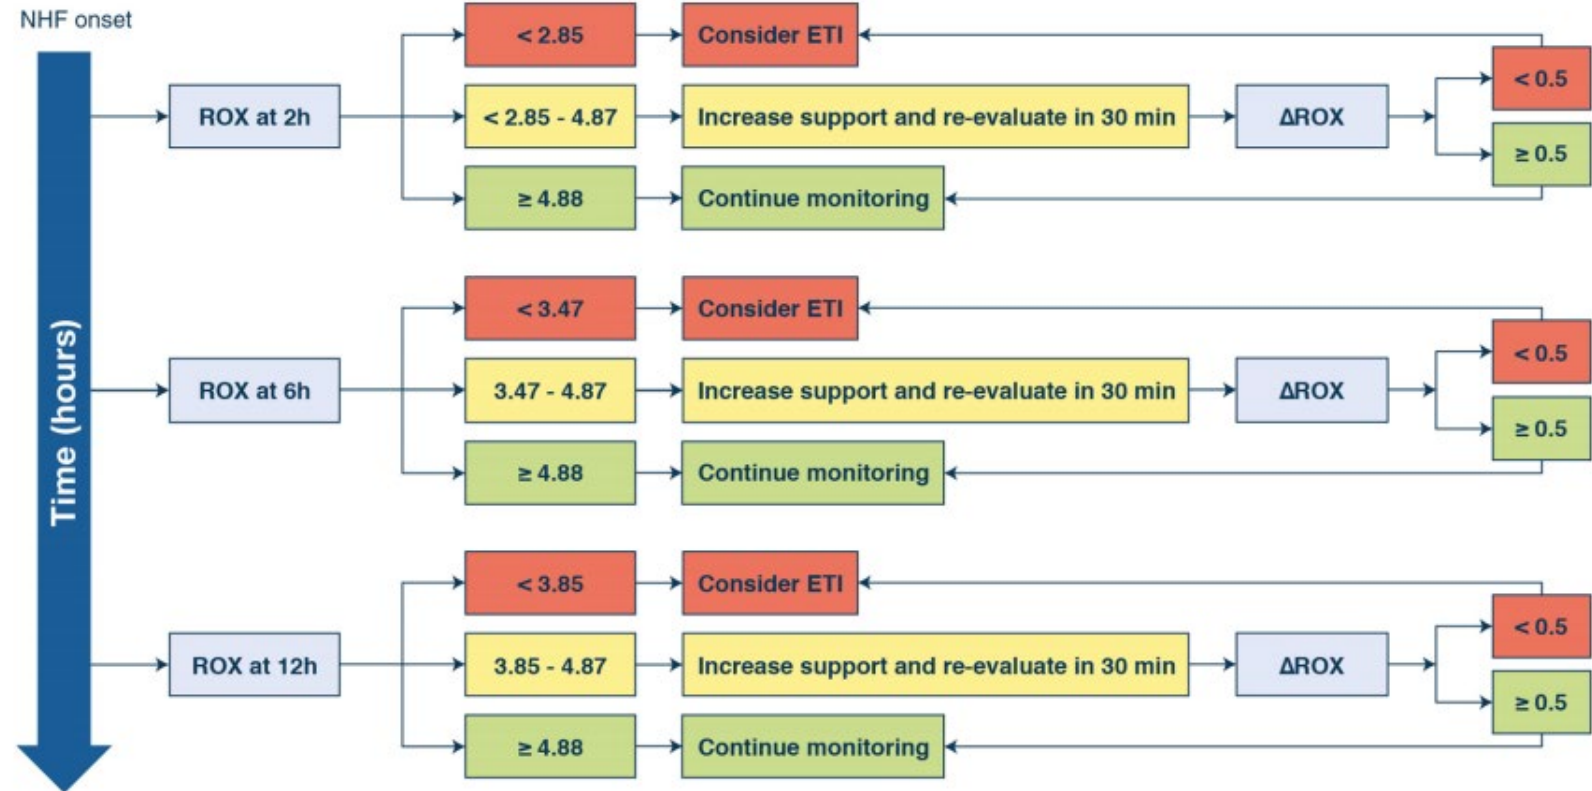 NHF onset
Time (hours)
ROX at 2h
< 2.85
Consider ETI
< 2.85 - 4.87
Increase support and re-evaluate in 30 min
ΔROX
< 0.5
≥ 0.5
≥ 4.88
Continue monitoring
ROX at 6h
< 3.47
Consider ETI
3.47 - 4.87
Increase support and re-evaluate in 30 min
ΔROX
< 0.5
≥ 0.5
≥ 4.88
Continue monitoring
ROX at 12h
< 3.85
Consider ETI
3.85 - 4.87
Increase support and re-evaluate in 30 min
ΔROX
< 0.5
≥ 0.5
≥ 4.88
Continue monitoring